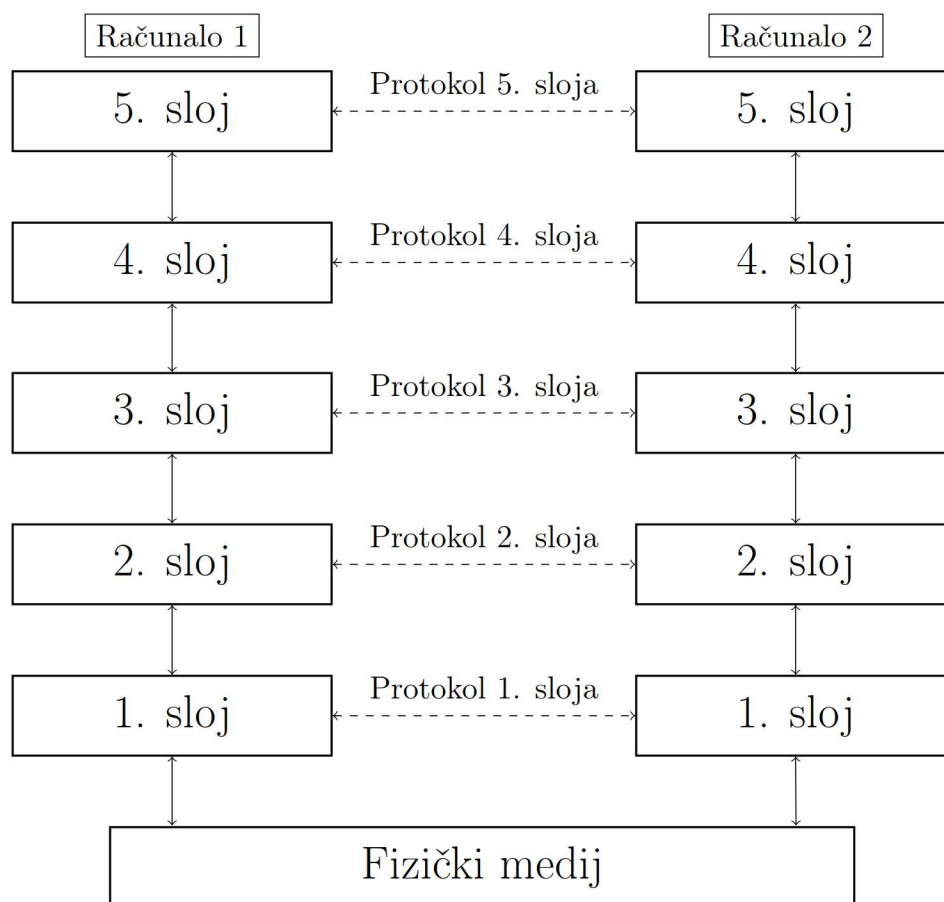 Računalo 1
Računalo 2
5. sloj
Protokol 5. sloja
5. sloj
4. sloj
Protokol 4. sloja
4. sloj
3. sloj
Protokol 3. sloja
3. sloj
2. sloj
Protokol 2. sloja
2. sloj
1. sloj
Protokol 1. sloja
1. sloj
Fizički medij